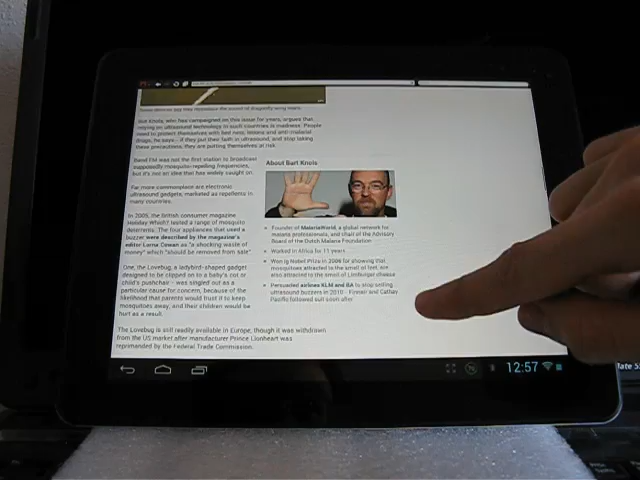 Bart Knols, who has campaigned on this issue for years, argues that
relying on ultrasound technology in such countries is madness. People
need to protect themselves with bed nets, lotions and anti-malarial
drugs, he says - if they put their faith in ultrasound, and stop taking
these precautions, they are putting themselves at risk.
Band FM was not the first station to broadcast
supposedly mosquito-repelling frequencies,
but it's not an idea that has widely caught on.
Far more commonplace are electronic
ultrasound gadgets, marketed as repellents in
many countries.
In 2005, the British consumer magazine
Holiday Which? tested a range of mosquito
deterrents. The four appliances that used a
buzzer were described by the magazine's
editor Lorna Cowan as "a shocking waste of
money" which "should be removed from sale".
One, the Lovebug, a ladybird-shaped gadget
designed to be clipped on to a baby's cot or
child's pushchair - was singled out as a
particular cause for concern, because of the
likelihood that parents would trust it to keep
mosquitoes away, and their children would be
hurt as a result.
The Lovebug is still readily available in Europe, though it was withdrawn
from the US market after manufacturer Prince Lionheart was
reprimanded by the Federal Trade Commission.
About Bart Knols
Founder of MalariaWorld, a global network for
malaria professionals, and chair of the Advisory
Board of the Dutch Malaria Foundation
Worked in Africa for 11 years
Won Ig Nobel Prize in 2006 for showing that
mosquitoes attracted to the smell of feet, are
also attracted to the smell of Limburger cheese
Persuaded airlines KLM and BA to stop selling
ultrasound buzzers in 2010 - Finnair and Cathay
Pacific followed suit soon after
12:57